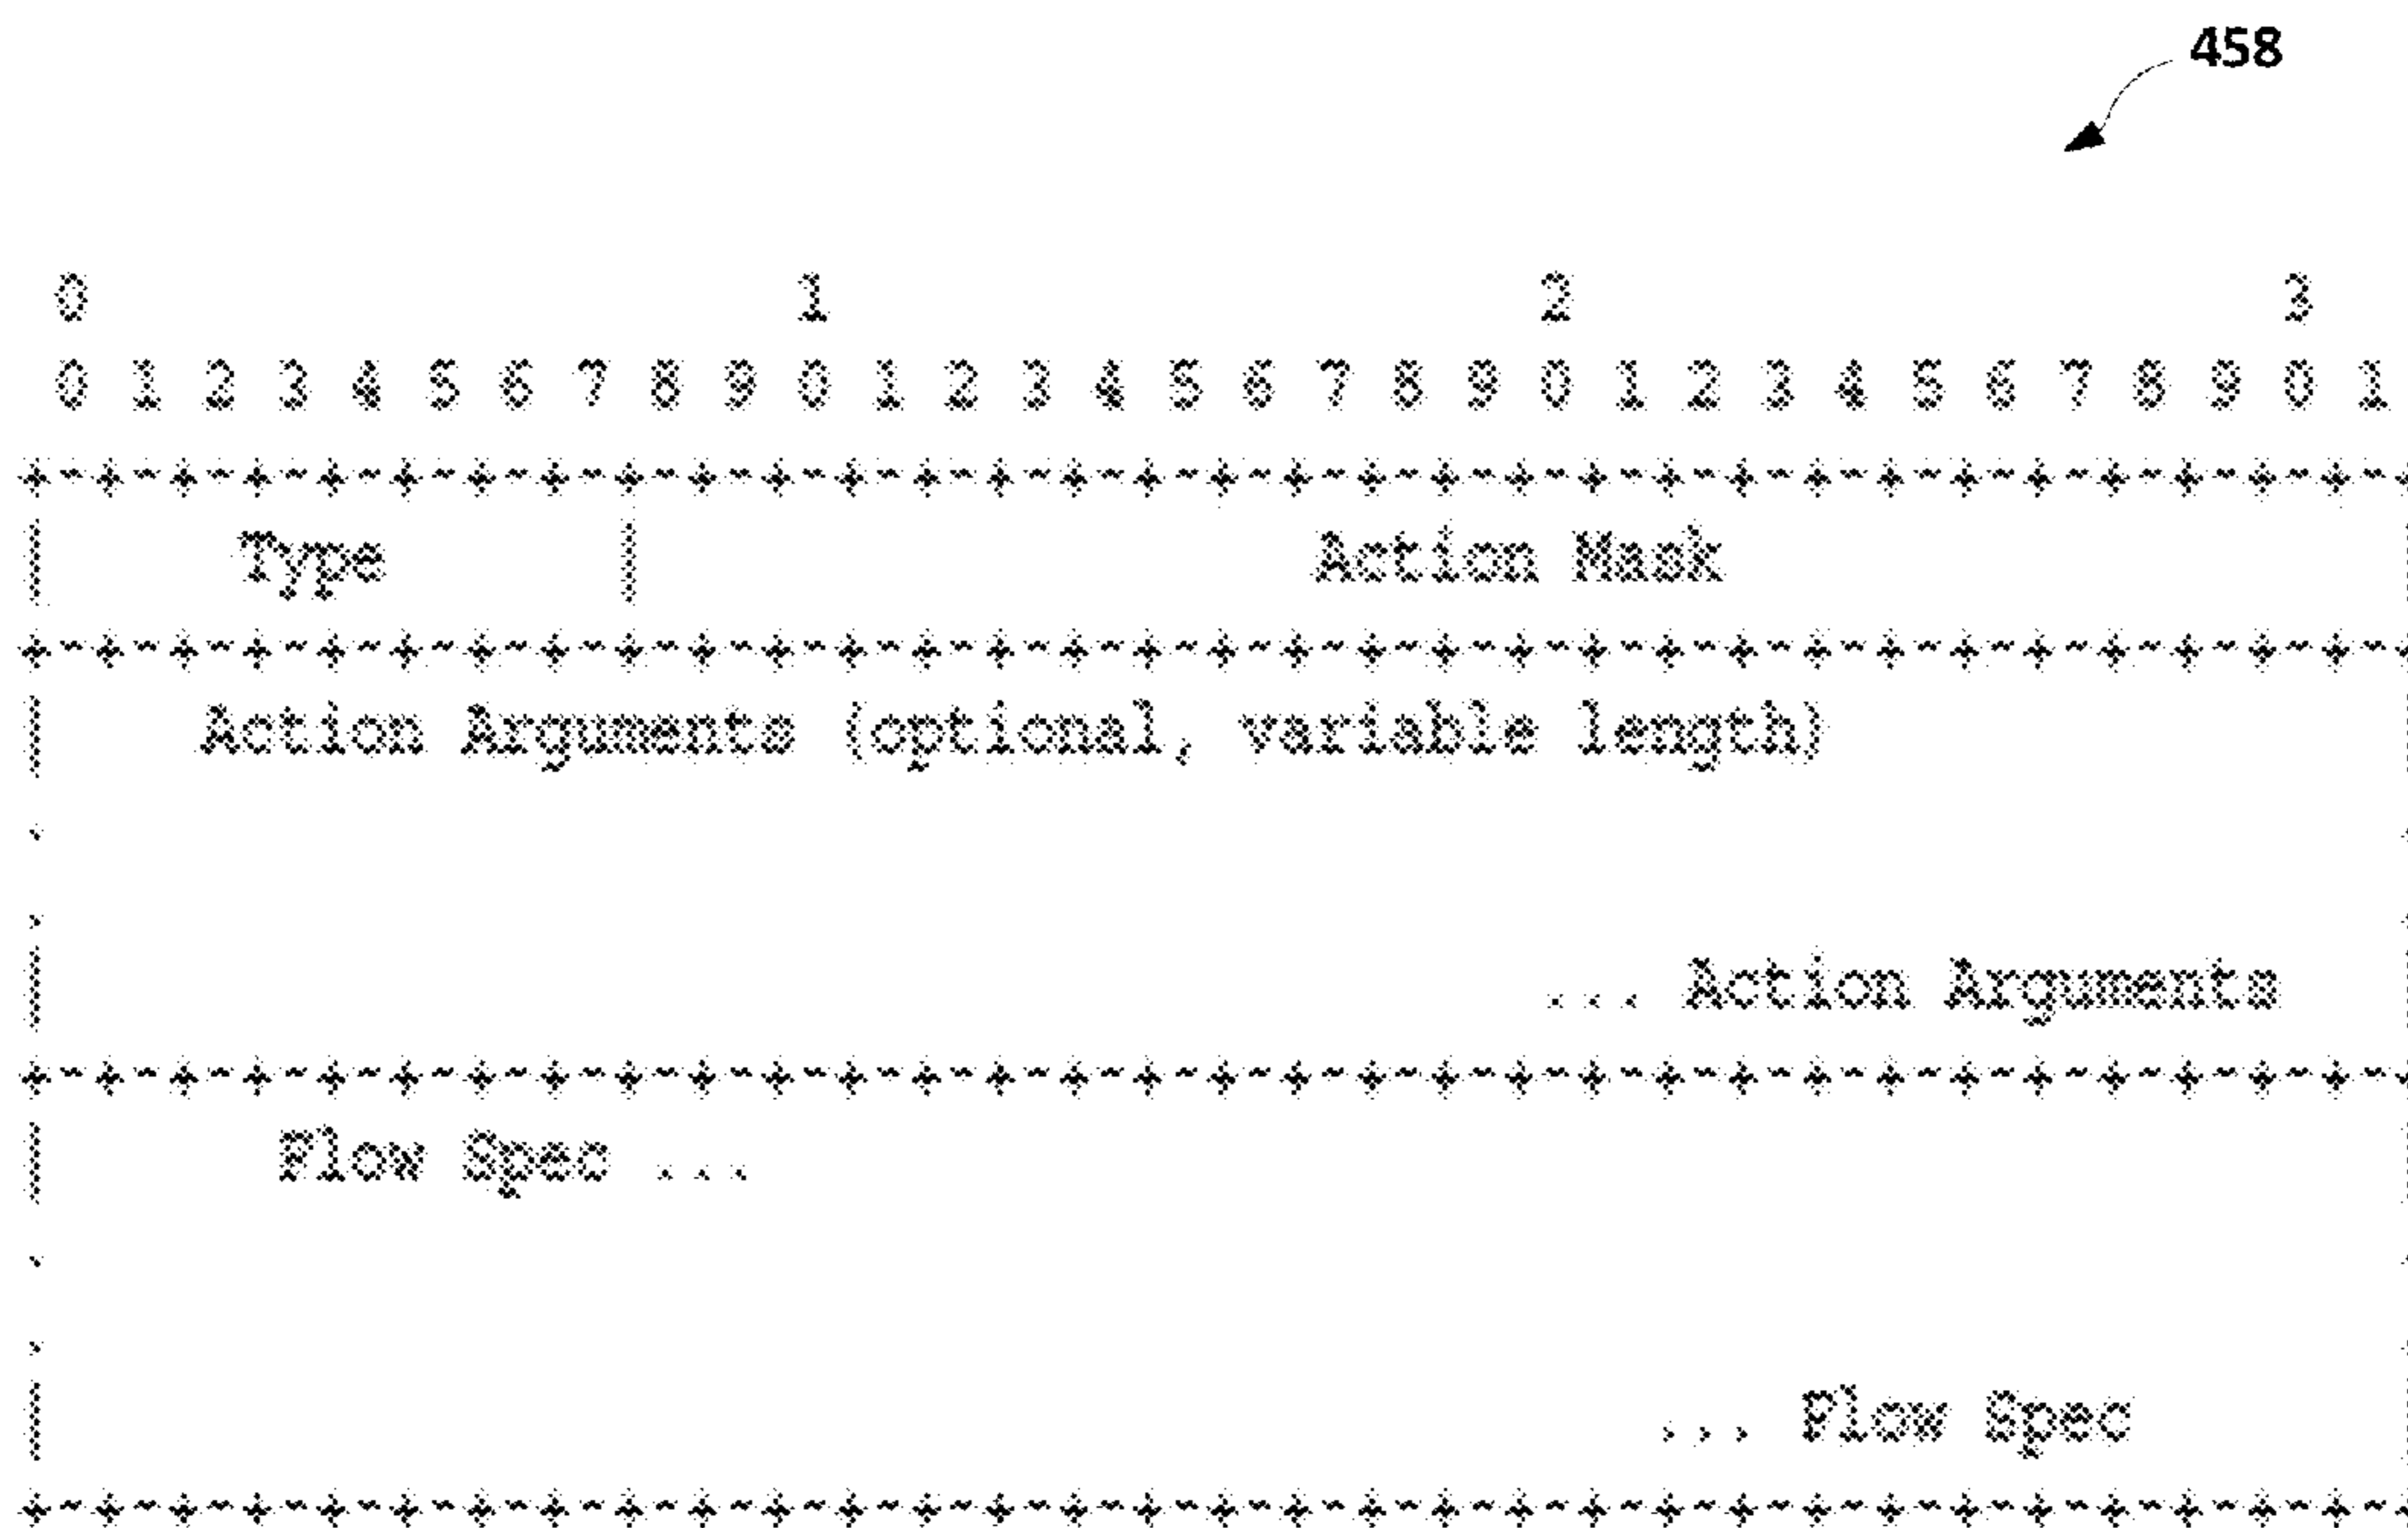 458
0 1 2 3
0 1 2 3 4 5 6 7 8 9 0 1 2 3 4 5 6 7 8 9 0 1 2 3 4 5 6 7 8 9 0 1
+-+-+-+-+-+-+-+-+-+-+-+-+-+-+-+-+-+-+-+-+-+-+-+-+-+-+-+-+-+-+-+-+
| Type | Action Mask |
+-+-+-+-+-+-+-+-+-+-+-+-+-+-+-+-+-+-+-+-+-+-+-+-+-+-+-+-+-+-+-+-+
| Action Arguments (optional, variable length) |
. .
. .
| ... Action Arguments |
+-+-+-+-+-+-+-+-+-+-+-+-+-+-+-+-+-+-+-+-+-+-+-+-+-+-+-+-+-+-+-+-+
| Flow Spec ... |
. .
. .
| ... Flow Spec |
+-+-+-+-+-+-+-+-+-+-+-+-+-+-+-+-+-+-+-+-+-+-+-+-+-+-+-+-+-+-+-+-+